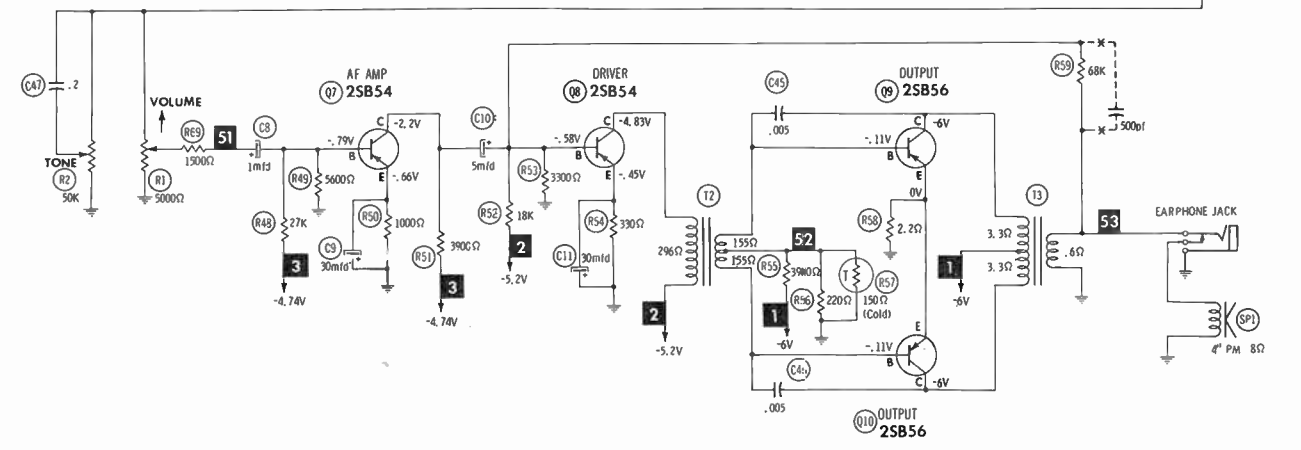 AF AMP
Q7 2SB54
DRIVER
Q8 2SB54
OUTPUT
Q9 2SB56
C47 .2
VOLUME
R69
1500Ω
51
C8
1mfd
TONE
R2
50K
R1
5000Ω
-.79V
B
C
-2.2V
E
-.66V
R49
5600Ω
R48
27K
3
-4.74V
R50
1000Ω
C9
30mfd
R51
3900Ω
3
-4.74V
C10
5mfd
R52
18K
2
-5.2V
R53
3300Ω
-.58V
B
C
-4.83V
E
-.45V
R54
330Ω
C11
30mfd
296Ω
2
-5.2V
T2
155Ω
155Ω
52
R55
1
-6V
R56
220Ω
T
R57
150Ω
(Cold)
C45
.005
-.11V
B
C
-6V
E
0V
R58
2.2Ω
E
-.11V
B
C
-6V
.005
Q10 OUTPUT
2SB56
1
-6V
3.3Ω
3.3Ω
T3
.6Ω
R59
68K
500pf
53
EARPHONE JACK
SP1
4" PM 8Ω